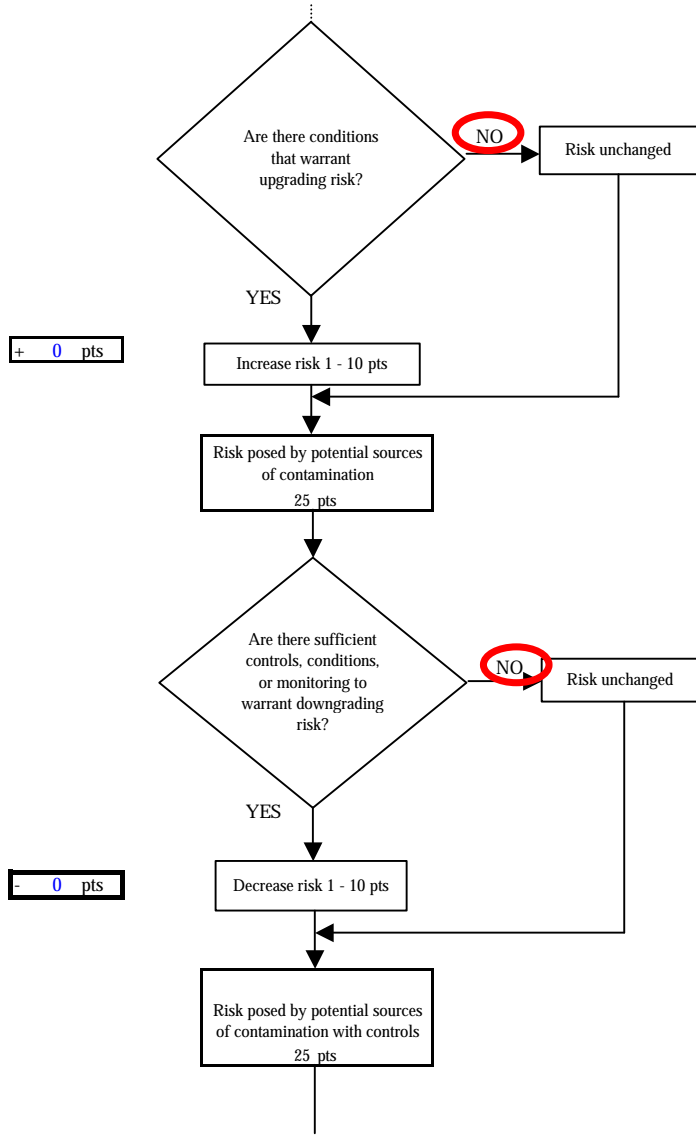 Are there conditions
that warrant
upgrading risk?
NO
Risk unchanged
YES
+ 0 pts
Increase risk 1 - 10 pts
Risk posed by potential sources
of contamination
25 pts
Are there sufficient
controls, conditions,
or monitoring to
warrant downgrading
risk?
NO
Risk unchanged
YES
- 0 pts
Decrease risk 1 - 10 pts
Risk posed by potential sources
of contamination with controls
25 pts